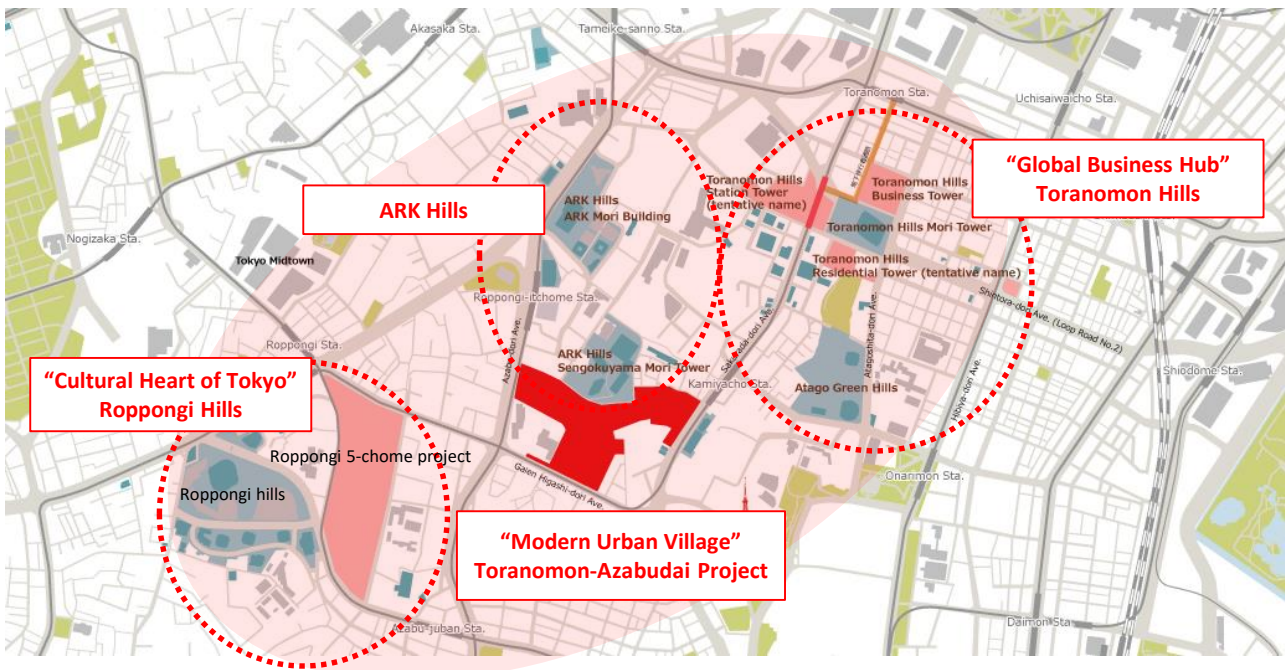 Akasaka Sta.
Tameike-sanno Sta.
Toranomon Sta.
Uchisaiwaicho Sta.
"Global Business Hub"
Toranomon Hills
ARK Hills
ARK Hills
ARK Mori Building
Toranomon Hills
Station Tower
(tentative name)
Toranomon Hills
Business Tower
Toranomon Hills Mori Tower
Toranomon Hills
Residential Tower (tentative name)
Nogizaka Sta.
Tokyo Midtown
Roppongi-itchome Sta.
Shintora-dori Ave. (Loop Road No.2)
Roppongi Sta.
Azabu-dori Ave.
Sakurada-dori Ave.
Atagoshita-dori Ave.
Hibiya-dori Ave.
ARK Hills
Sengokuyama Mori Tower
Kamiyacho Sta.
Atago Green Hills
Shiodome Sta.
"Cultural Heart of Tokyo"
Roppongi Hills
Roppongi 5-chome project
Roppongi hills
Gaien Higashi-dori Ave.
Onarimon Sta.
"Modern Urban Village"
Toranomon-Azabudai Project
Azabu-juban Sta.
Daimon Sta.